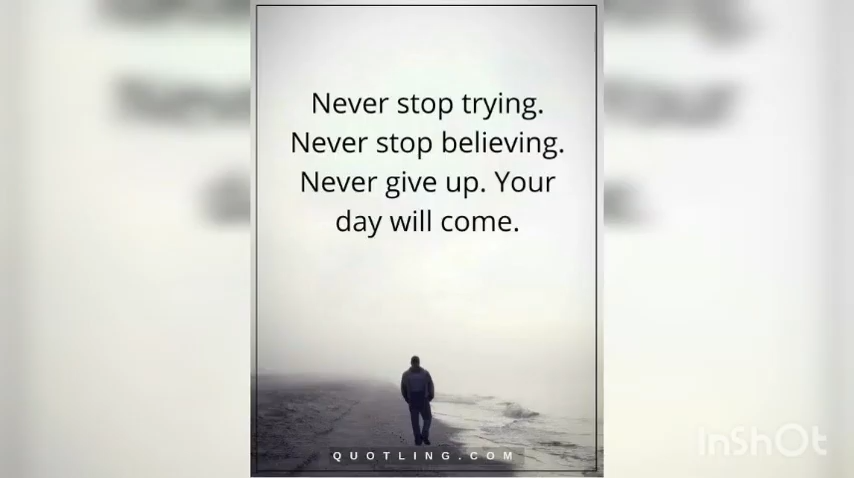 Never stop trying.
Never stop believing.
Never give up. Your
day will come.
QUOTLING.COM
InShOt